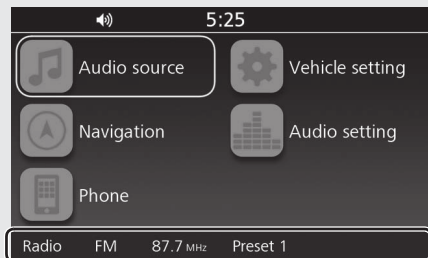 5:25
Audio source
Vehicle setting
Navigation
Audio setting
Phone
Radio FM 87.7 MHz Preset 1